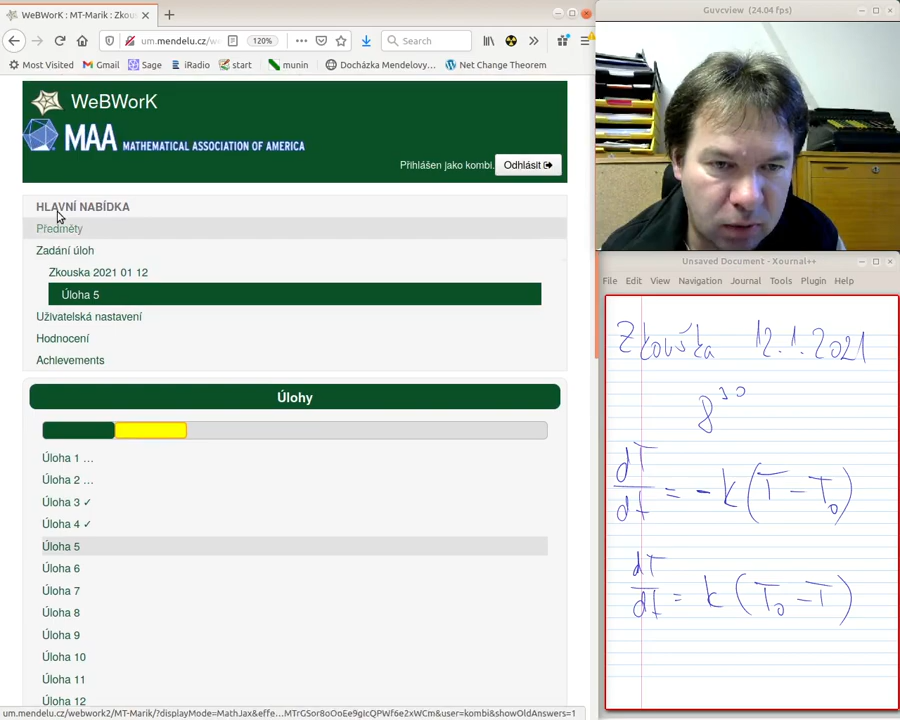 WeBWorK : MT-Marik : Zkous
um.mendelu.cz/w
120%
Search
Most Visited
Gmail
Sage
iRadio
start
munin
Docházka Mendelovy...
Net Change Theorem
WeBWorK
MAA MATHEMATICAL ASSOCIATION OF AMERICA
Přihlášen jako kombi.
Odhlásit
HLAVNÍ NABÍDKA
Předměty
Zadání úloh
Zkouska 2021 01 12
Úloha 5
Uživatelská nastavení
Hodnocení
Achievements
Úlohy
Úloha 1 …
Úloha 2 …
Úloha 3 ✓
Úloha 4 ✓
Úloha 5
Úloha 6
Úloha 7
Úloha 8
Úloha 9
Úloha 10
Úloha 11
Úloha 12
um.mendelu.cz/webwork2/MT-Marik/?displayMode=MathJax&effe…MTrGSor8oOoEe9gIcQPWf6e2xWCm&user=kombi&showOldAnswers=1
Guvcview (24.04 fps)
Unsaved Document - Xournal++
File Edit View Navigation Journal Tools Plugin Help
Zkouška 12.1.2021
8³⁰
dT/dt = -k(T - T₀)
dT/dt = k(T₀ - T)